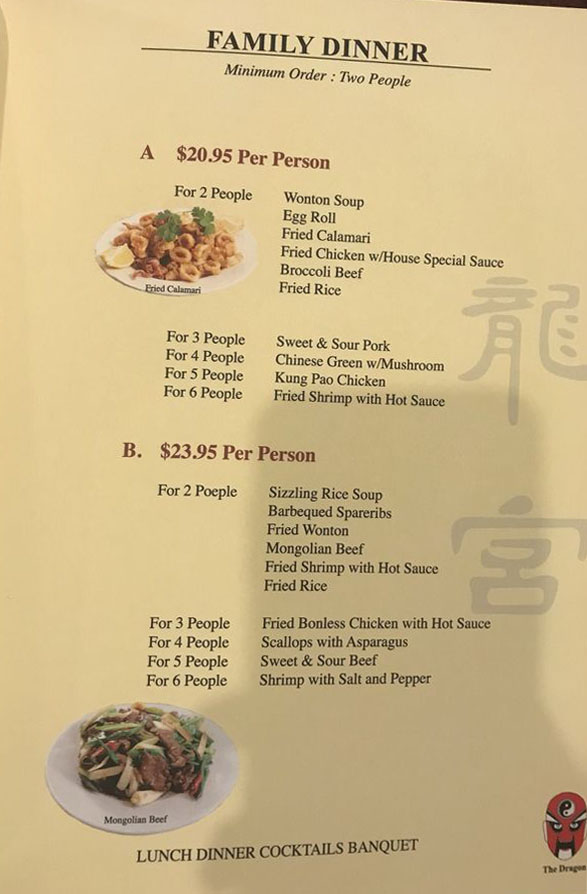 FAMILY DINNER
Minimum Order : Two People
A $20.95 Per Person
For 2 People Wonton Soup
Egg Roll
Fried Calamari
Fried Chicken w/House Special Sauce
Broccoli Beef
Fried Rice
Fried Calamari
For 3 People Sweet & Sour Pork
For 4 People Chinese Green w/Mushroom
For 5 People Kung Pao Chicken
For 6 People Fried Shrimp with Hot Sauce
龍
宮
B. $23.95 Per Person
For 2 Poeple Sizzling Rice Soup
Barbequed Spareribs
Fried Wonton
Mongolian Beef
Fried Shrimp with Hot Sauce
Fried Rice
For 3 People Fried Bonless Chicken with Hot Sauce
For 4 People Scallops with Asparagus
For 5 People Sweet & Sour Beef
For 6 People Shrimp with Salt and Pepper
Mongolian Beef
LUNCH DINNER COCKTAILS BANQUET
The Dragon